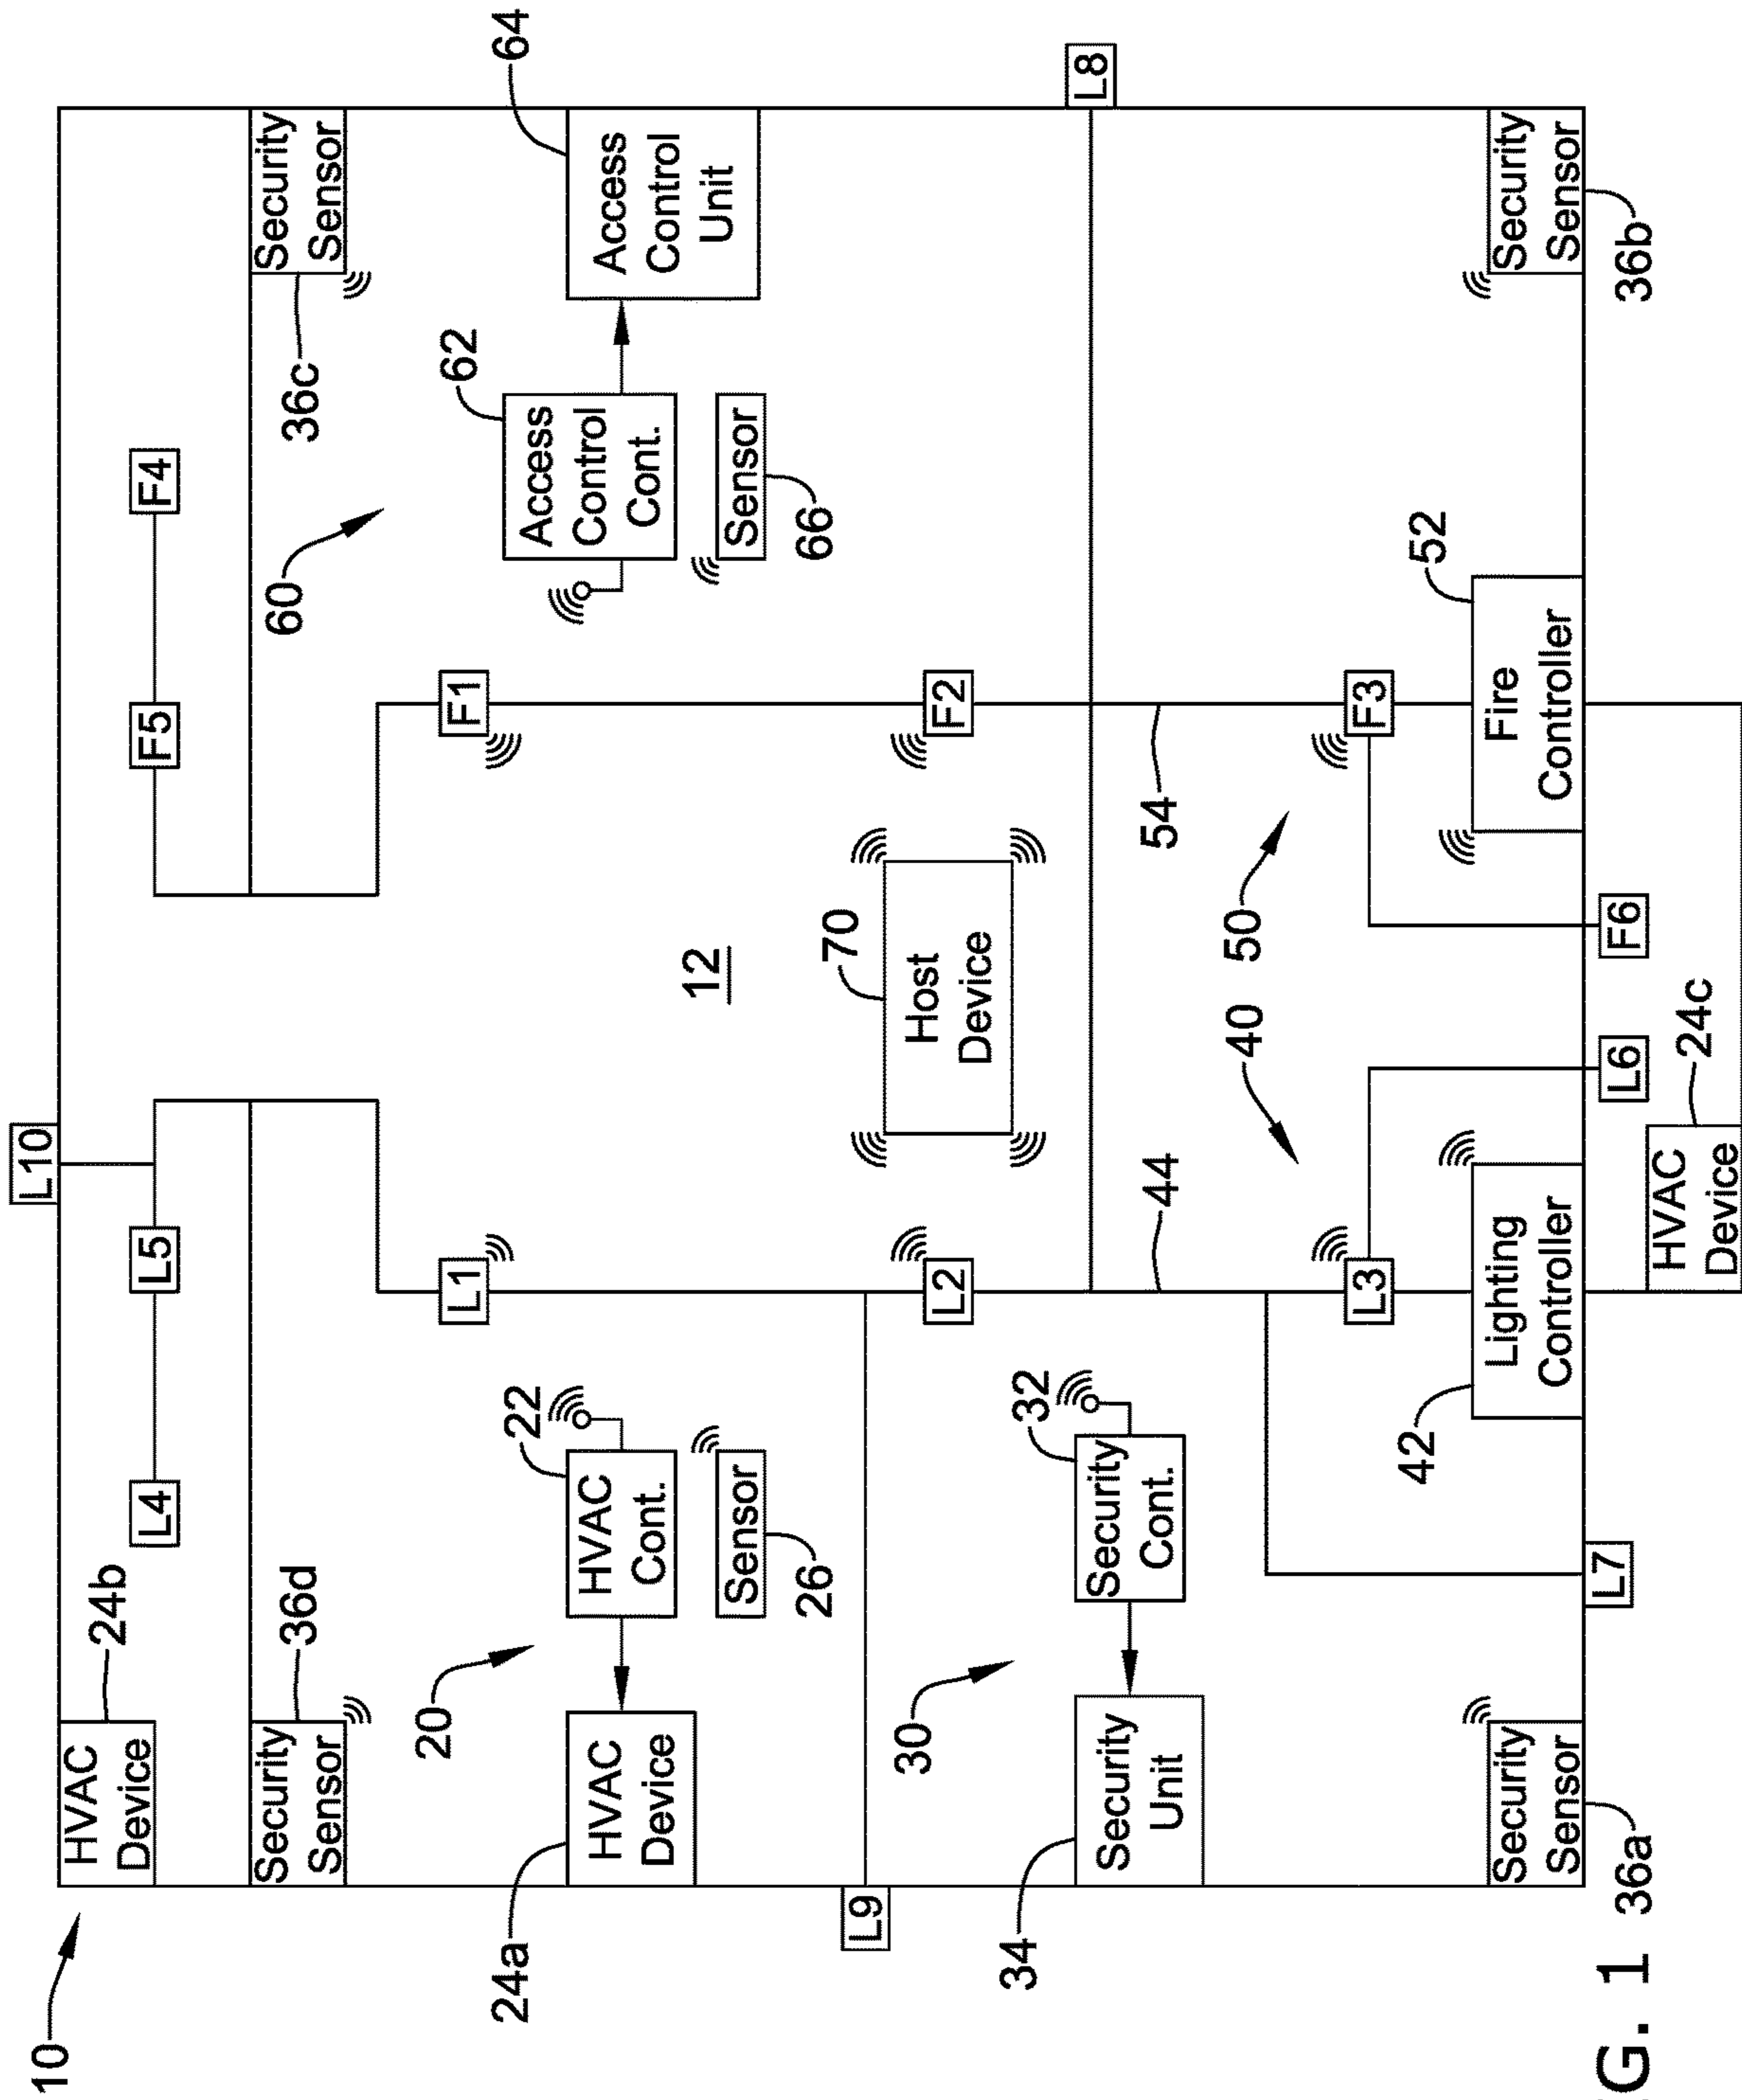 10
HVAC
Device
24b
L4
L5
L10
F5
F4
Security
Sensor
36d
Security
Sensor
36c
20
HVAC
Device
24a
HVAC
Cont.
22
Sensor
26
L1
F1
60
Access
Control
Cont.
62
Access
Control
Unit
64
Sensor
66
12
L9
L2
F2
Host
Device
70
30
Security
Unit
34
Security
Cont.
32
44
54
L8
40
50
L3
F3
42
Lighting
Controller
Fire
Controller
52
Security
Sensor
36a
Security
Sensor
36b
L7
L6
F6
HVAC
Device
24c
G. 1